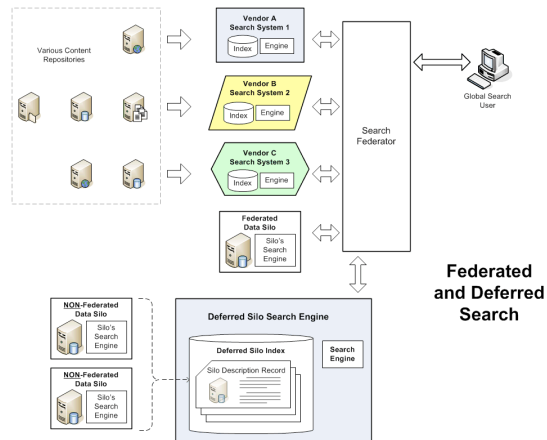 Various Content
Repositories
Vendor A
Search System 1
Index
Engine
Vendor B
Search System 2
Index
Engine
Vendor C
Search System 3
Index
Engine
Federated
Data Silo
Silo's
Search
Engine
Search
Federator
Global Search
User
Federated
and Deferred
Search
NON-Federated
Data Silo
Silo's
Search
Engine
NON-Federated
Data Silo
Silo's
Search
Engine
Deferred Silo Search Engine
Deferred Silo Index
Silo Description Record
Search
Engine